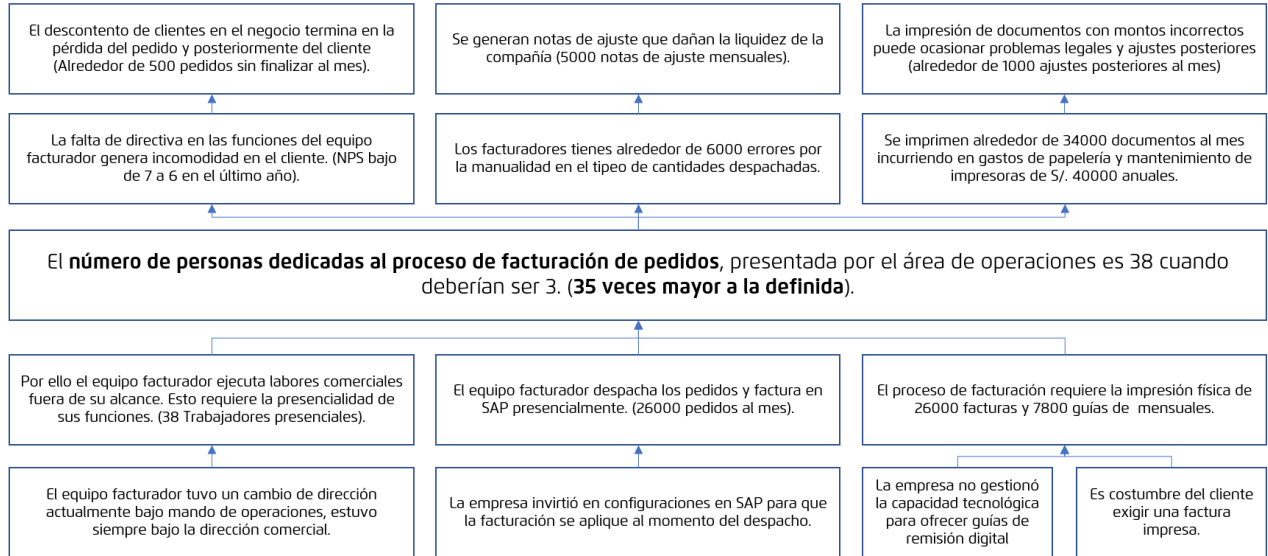 El descontento de clientes en el negocio termina en la
pérdida del pedido y posteriormente del cliente
(Alrededor de 500 pedidos sin finalizar al mes).
Se generan notas de ajuste que dañan la liquidez de la
compañía (5000 notas de ajuste mensuales).
La impresión de documentos con montos incorrectos
puede ocasionar problemas legales y ajustes posteriores
(alrededor de 1000 ajustes posteriores al mes)
La falta de directiva en las funciones del equipo
facturador genera incomodidad en el cliente. (NPS bajo
de 7 a 6 en el último año).
Los facturadores tienes alrededor de 6000 errores por
la manualidad en el tipeo de cantidades despachadas.
Se imprimen alrededor de 34000 documentos al mes
incurriendo en gastos de papelería y mantenimiento de
impresoras de S/. 40000 anuales.
El número de personas dedicadas al proceso de facturación de pedidos, presentada por el área de operaciones es 38 cuando
deberían ser 3. (35 veces mayor a la definida).
Por ello el equipo facturador ejecuta labores comerciales
fuera de su alcance. Esto requiere la presencialidad de
sus funciones. (38 Trabajadores presenciales).
El equipo facturador despacha los pedidos y factura en
SAP presencialmente. (26000 pedidos al mes).
El proceso de facturación requiere la impresión física de
26000 facturas y 7800 guías de mensuales.
El equipo facturador tuvo un cambio de dirección
actualmente bajo mando de operaciones, estuvo
siempre bajo la dirección comercial.
La empresa invirtió en configuraciones en SAP para que
la facturación se aplique al momento del despacho.
La empresa no gestionó
la capacidad tecnológica
para ofrecer guías de
remisión digital
Es costumbre del cliente
exigir una factura
impresa.